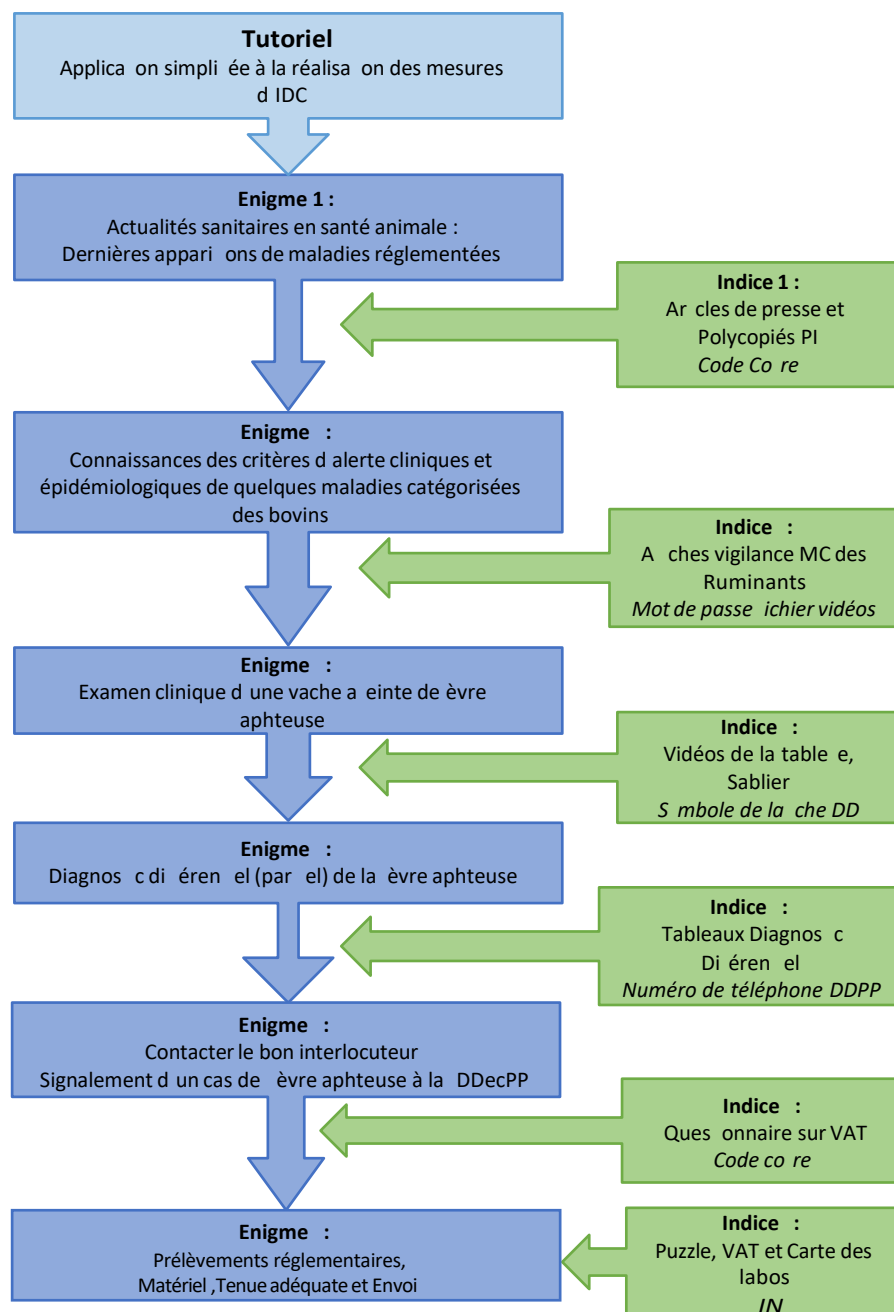 Tutoriel
Applica on simpli ée à la réalisa on des mesures
d IDC
Enigme 1 :
Actualités sanitaires en santé animale :
Dernières appari ons de maladies réglementées
Indice 1 :
Ar cles de presse et
Polycopiés PI
Code Co re
Enigme :
Connaissances des critères d alerte cliniques et
épidémiologiques de quelques maladies catégorisées
des bovins
Indice :
A ches vigilance MC des
Ruminants
Mot de passe ichier vidéos
Enigme :
Examen clinique d une vache a einte de èvre
aphteuse
Indice :
Vidéos de la table e,
Sablier
S mbole de la che DD
Enigme :
Diagnos c di éren el (par el) de la èvre aphteuse
Indice :
Tableaux Diagnos c
Di éren el
Numéro de téléphone DDPP
Enigme :
Contacter le bon interlocuteur
Signalement d un cas de èvre aphteuse à la DDecPP
Indice :
Ques onnaire sur VAT
Code co re
Enigme :
Prélèvements réglementaires,
Matériel ,Tenue adéquate et Envoi
Indice :
Puzzle, VAT et Carte des
labos
IN